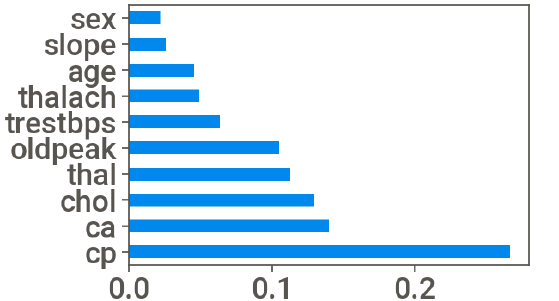 sex
slope
age
thalach
trestbps
oldpeak
thal
chol
ca
cp
0.0 0.1 0.2